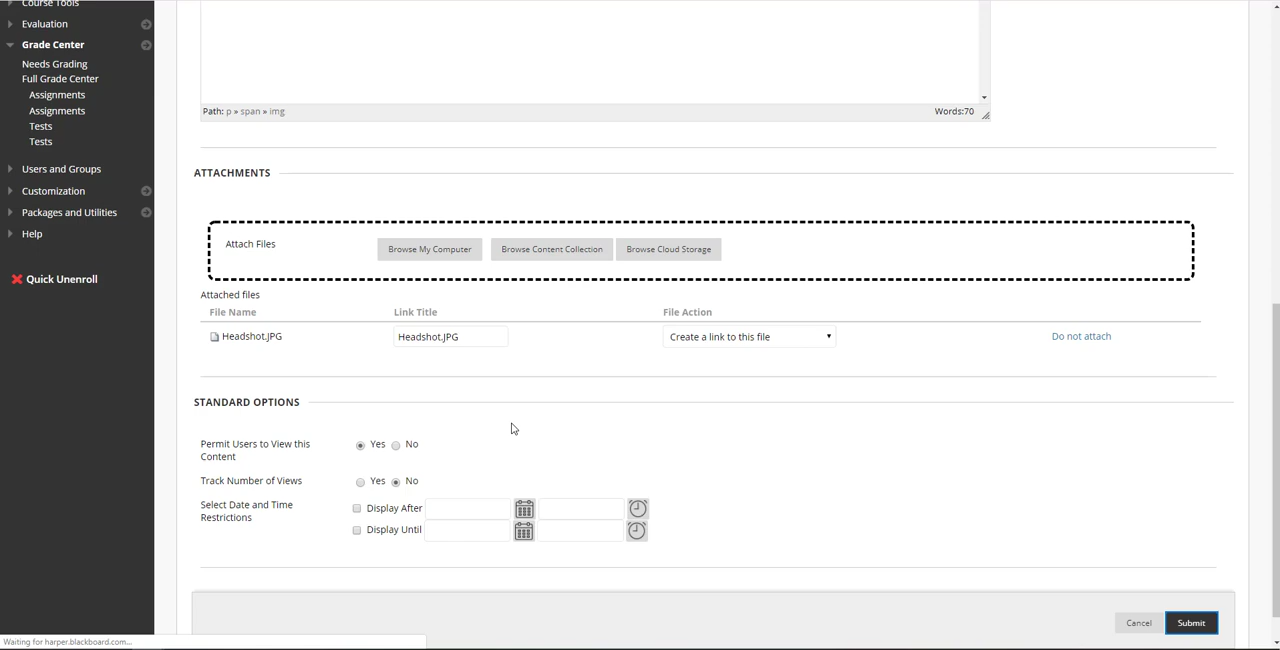 Course Tools
Evaluation
Grade Center
Needs Grading
Full Grade Center
Assignments
Assignments
Tests
Tests
Users and Groups
Customization
Packages and Utilities
Help
Quick Unenroll
Path: p » span » img
Words:70
ATTACHMENTS
Attach Files
Browse My Computer
Browse Content Collection
Browse Cloud Storage
Attached files
File Name
Link Title
File Action
Headshot.JPG
Headshot.JPG
Create a link to this file
Do not attach
STANDARD OPTIONS
Permit Users to View this
Content
Yes
No
Track Number of Views
Yes
No
Select Date and Time
Restrictions
Display After
Display Until
Cancel
Submit
Waiting for harper.blackboard.com...